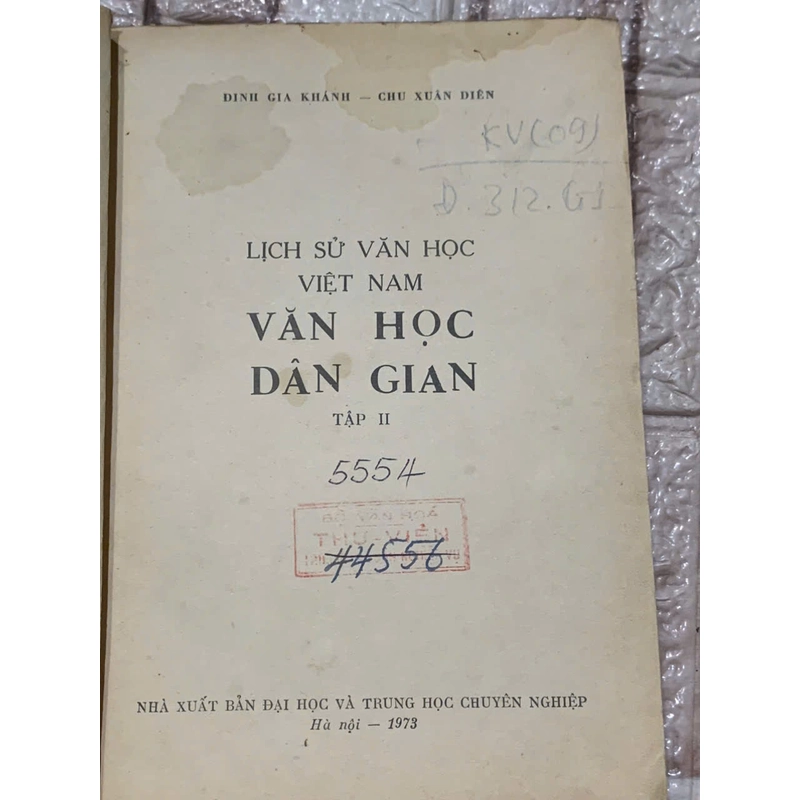 ĐINH GIA KHÁNH — CHU XUÂN DIÊN
KV(09)
Đ.312.GI
LỊCH SỬ VĂN HỌC
VIỆT NAM
VĂN HỌC
DÂN GIAN
TẬP II
5554
BỘ VĂN HOÁ
THƯ-VIỆN
44556
NHÀ XUẤT BẢN ĐẠI HỌC VÀ TRUNG HỌC CHUYÊN NGHIỆP
Hà nội — 1973